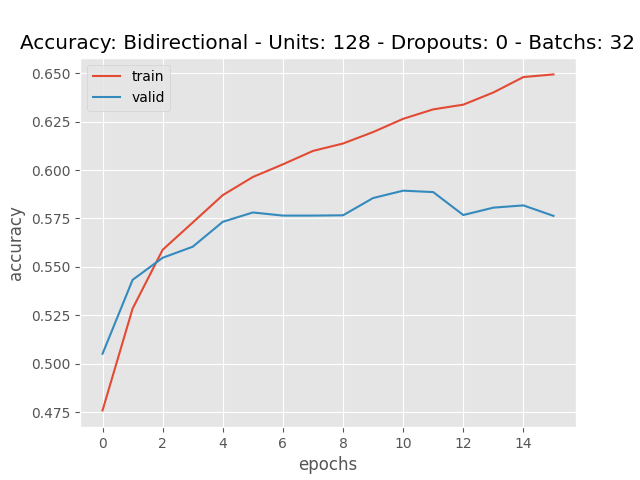 Accuracy: Bidirectional - Units: 128 - Dropouts: 0 - Batchs: 32
train
valid
0.650
0.625
0.600
0.575
0.550
0.525
0.500
0.475
accuracy
0 2 4 6 8 10 12 14
epochs